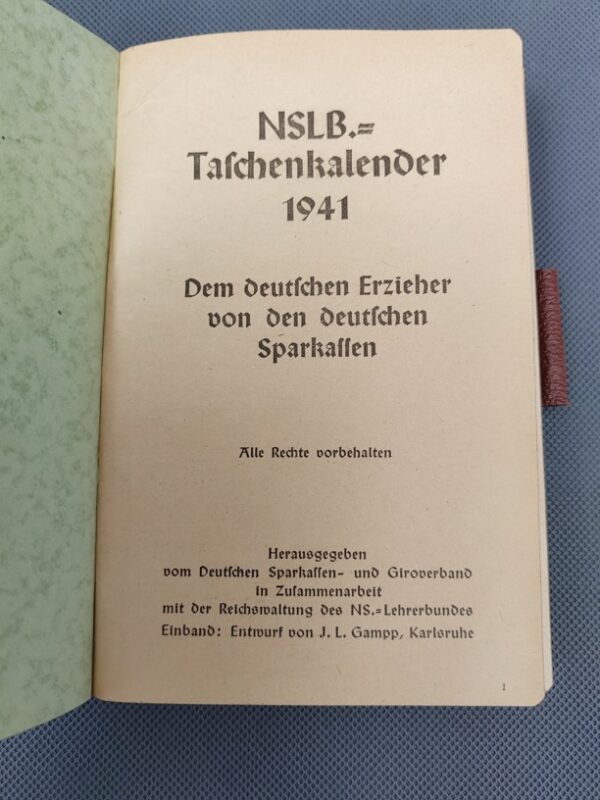 NSLB.=
Taſchenkalender
1941
Dem deutſchen Erzieher
von den deutſchen
Sparkaſſen
Alle Rechte vorbehalten
Herausgegeben
vom Deutſchen Sparkaſſen- und Giroverband
in Zuſammenarbeit
mit der Reichswaltung des NS.=Lehrerbundes
Einband: Entwurf von J. L. Gampp, Karlsruhe
1